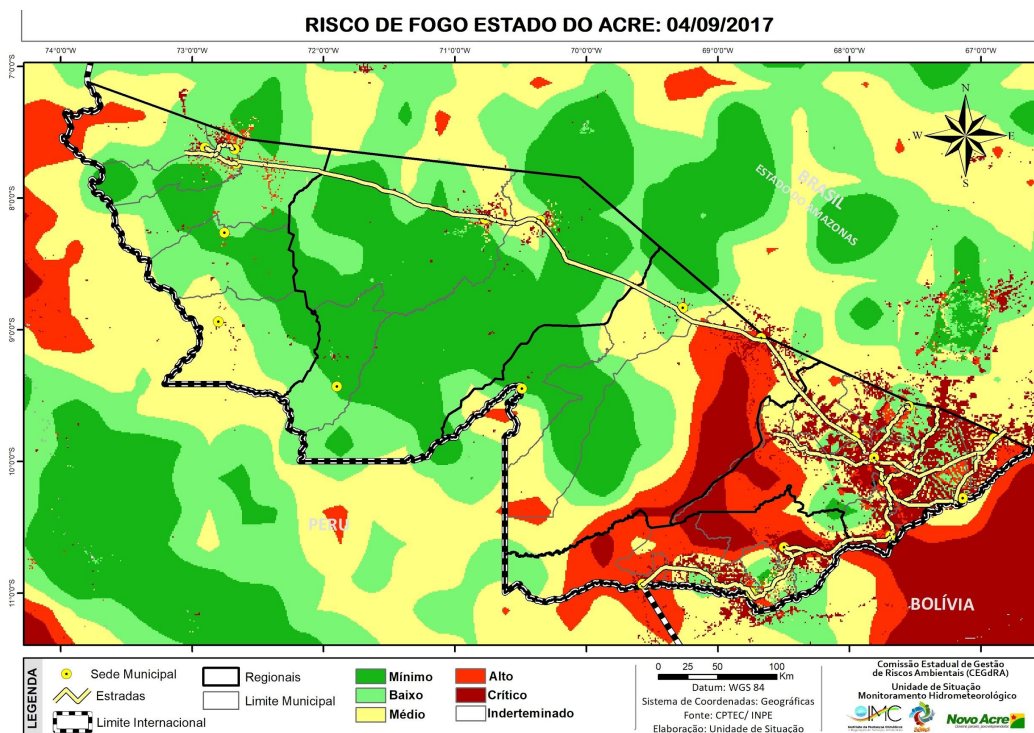 RISCO DE FOGO ESTADO DO ACRE: 04/09/2017
74°0'0"W 73°0'0"W 72°0'0"W 71°0'0"W 70°0'0"W 69°0'0"W 68°0'0"W 67°0'0"W
7°0'0"S
8°0'0"S
9°0'0"S
10°0'0"S
11°0'0"S
N
W E
S
BRASIL
ESTADO DO AMAZONAS
PERU
BOLÍVIA
LEGENDA
Sede Municipal
Estradas
Limite Internacional
Regionais
Limite Municipal
Mínimo
Baixo
Médio
Alto
Crítico
Inderteminado
0 25 50 100
Km
Datum: WGS 84
Sistema de Coordenadas: Geográficas
Fonte: CPTEC/ INPE
Elaboração: Unidade de Situação
Comissão Estadual de Gestão
de Riscos Ambientais (CEGdRA)
Unidade de Situação
Monitoramento Hidrometeorológico
IMC
Novo Acre